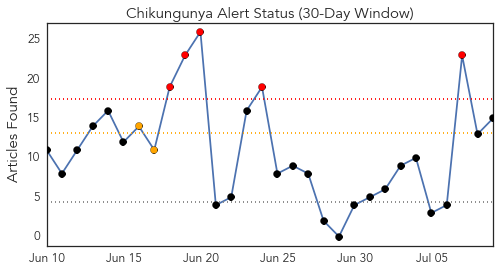 Chikungunya Alert Status (30-Day Window)
Articles Found
25
20
15
10
5
0
Jun 10 Jun 15 Jun 20 Jun 25 Jun 30 Jul 05